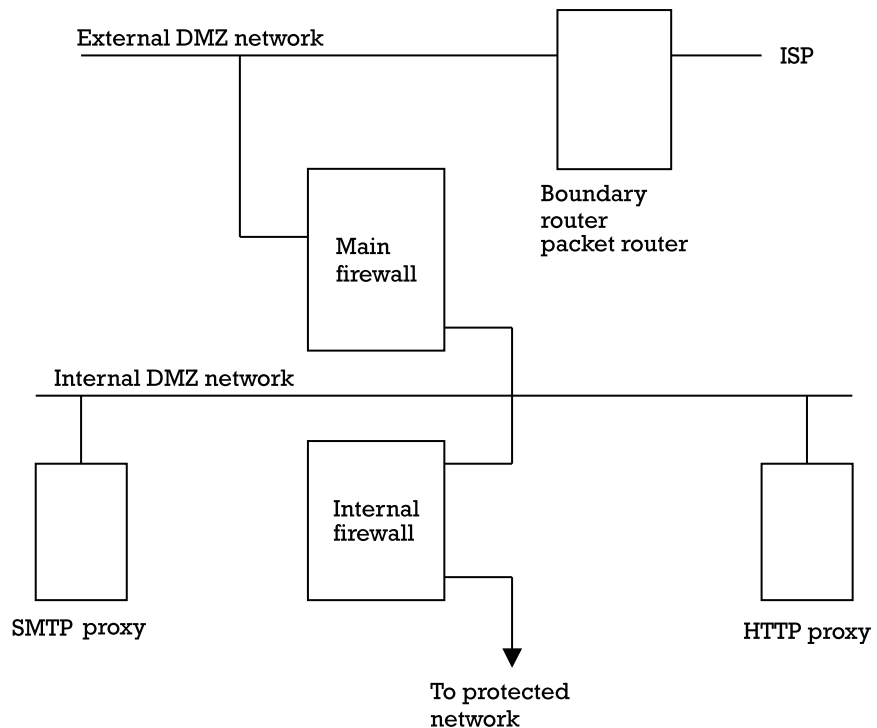 External DMZ network
ISP
Boundary
router
packet router
Main
firewall
Internal DMZ network
Internal
firewall
SMTP proxy
HTTP proxy
To protected
network